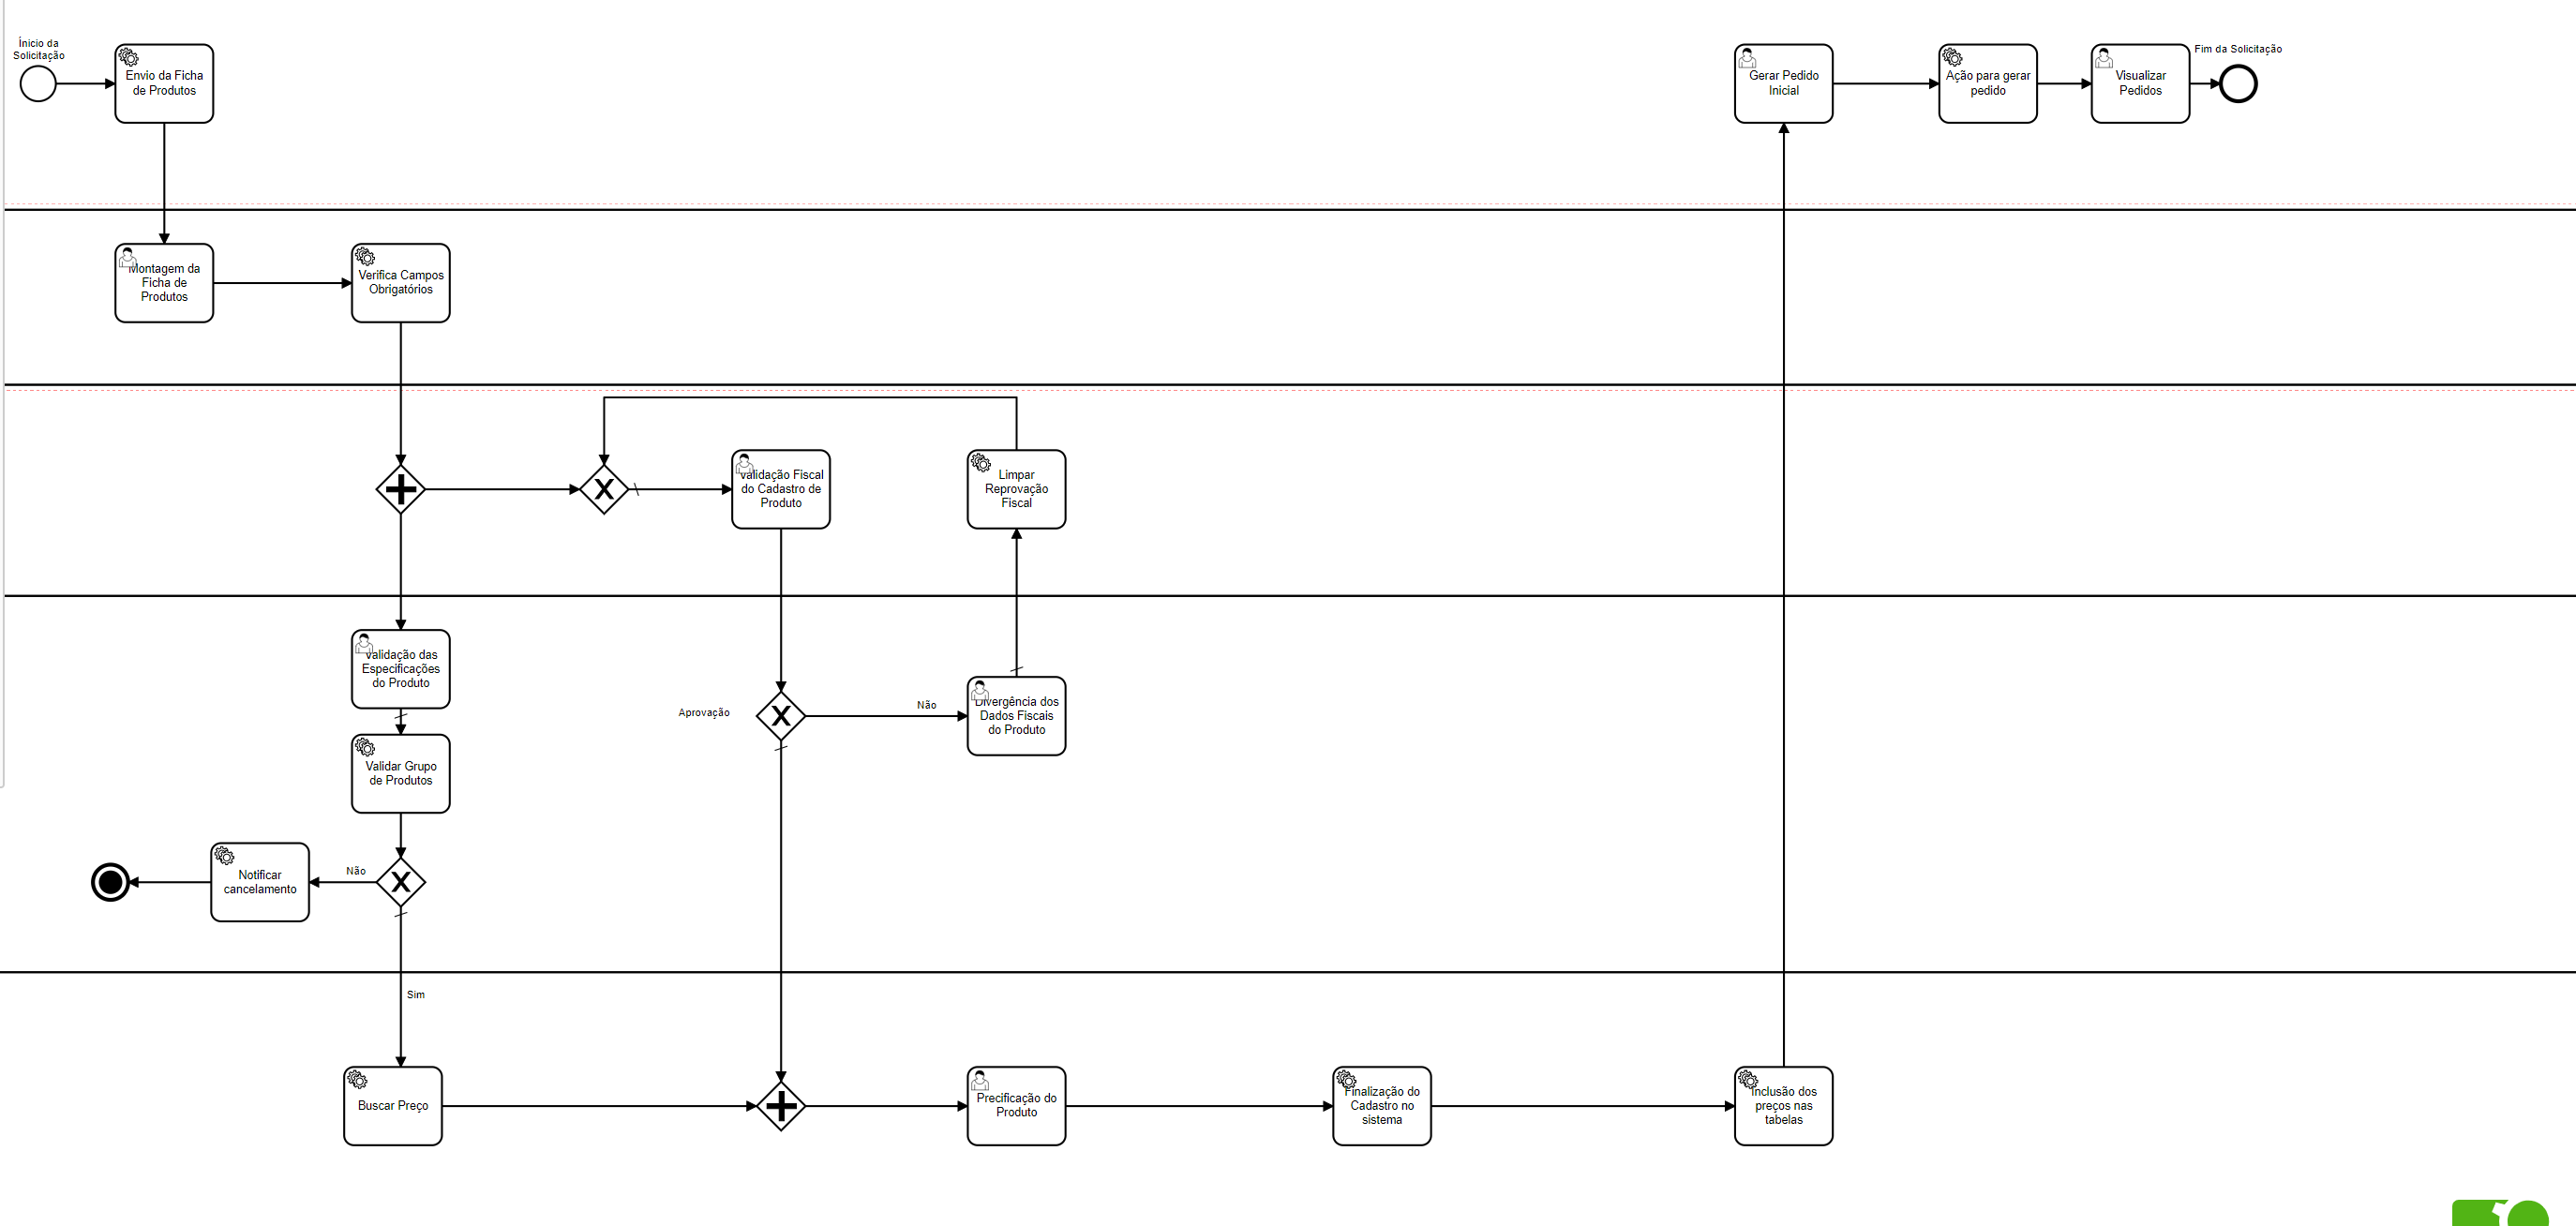 Ínicio da
Solicitação
Envio da Ficha
de Produtos
Gerar Pedido
Inicial
Ação para gerar
pedido
Visualizar
Pedidos
Fim da Solicitação
Montagem da
Ficha de
Produtos
Verifica Campos
Obrigatórios
Validação Fiscal
do Cadastro de
Produto
Limpar
Reprovação
Fiscal
Validação das
Especificações
do Produto
Aprovação
Não
Divergência dos
Dados Fiscais
do Produto
Validar Grupo
de Produtos
Notificar
cancelamento
Não
Sim
Buscar Preço
Precificação do
Produto
Finalização do
Cadastro no
sistema
Inclusão dos
preços nas
tabelas